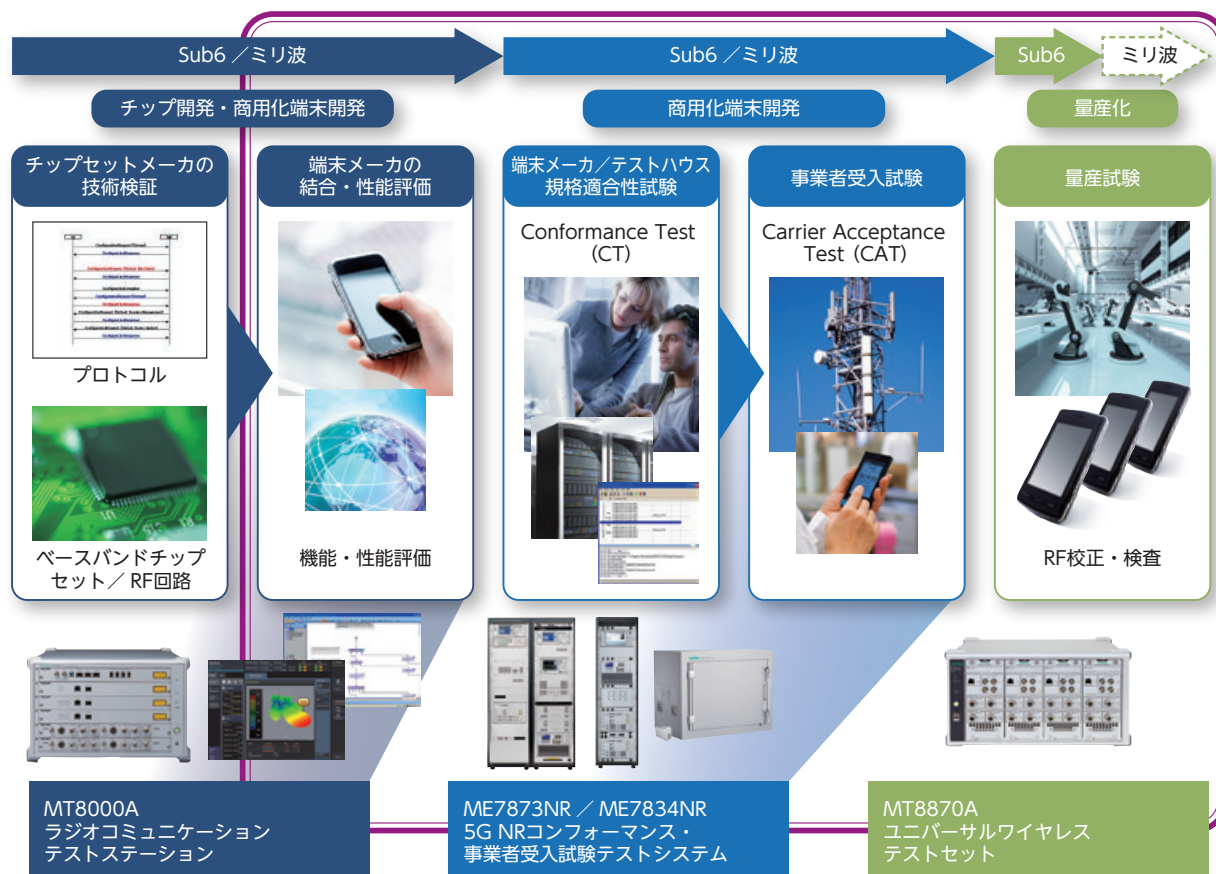 Sub6 ／ミリ波
Sub6 ／ミリ波
Sub6
ミリ波
チップ開発・商用化端末開発
商用化端末開発
量産化
チップセットメーカの
技術検証
プロトコル
ベースバンドチップ
セット／ RF回路
端末メーカの
結合・性能評価
機能・性能評価
端末メーカ／テストハウス
規格適合性試験
Conformance Test
(CT)
事業者受入試験
Carrier Acceptance
Test (CAT)
量産試験
RF校正・検査
MT8000A
ラジオコミュニケーション
テストステーション
ME7873NR ／ ME7834NR
5G NRコンフォーマンス・
事業者受入試験テストシステム
MT8870A
ユニバーサルワイヤレス
テストセット